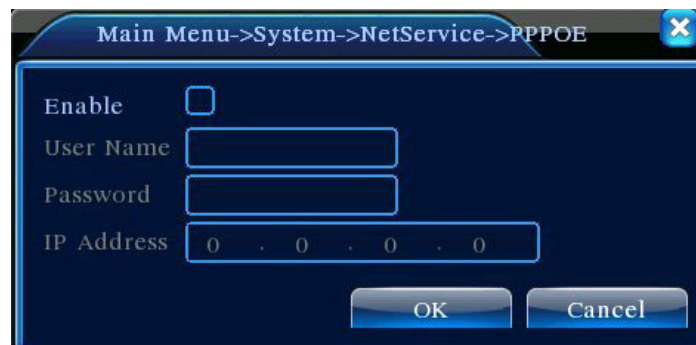 Main Menu->System->NetService->PPPOE
Enable
User Name
Password
IP Address 0 . 0 . 0 . 0
OK Cancel